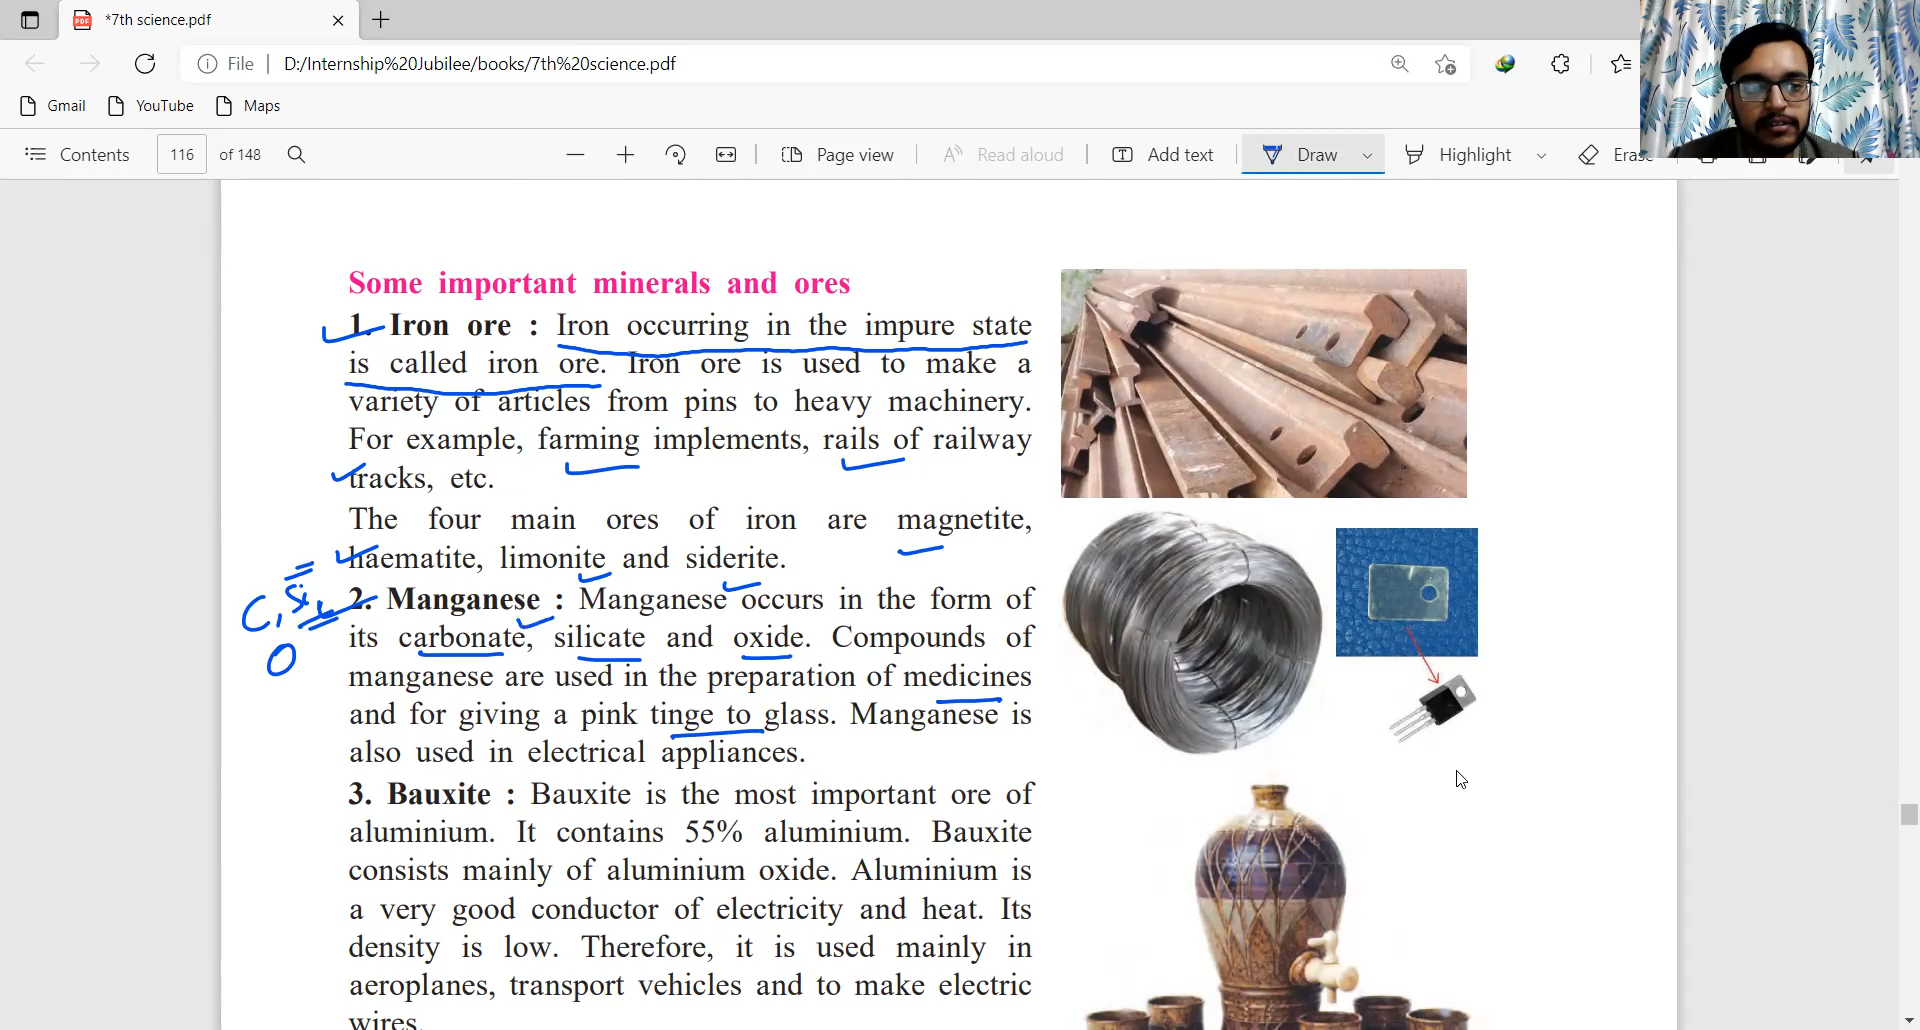 *7th science.pdf
File
D:/Internship%20Jubilee/books/7th%20science.pdf
Gmail YouTube Maps
Contents 116 of 148 Page view Read aloud Add text Draw Highlight
Some important minerals and ores
1. Iron ore : Iron occurring in the impure state
is called iron ore. Iron ore is used to make a
variety of articles from pins to heavy machinery.
For example, farming implements, rails of railway
tracks, etc.
The four main ores of iron are magnetite,
haematite, limonite and siderite.
C, Si,
O
2. Manganese : Manganese occurs in the form of
its carbonate, silicate and oxide. Compounds of
manganese are used in the preparation of medicines
and for giving a pink tinge to glass. Manganese is
also used in electrical appliances.
3. Bauxite : Bauxite is the most important ore of
aluminium. It contains 55% aluminium. Bauxite
consists mainly of aluminium oxide. Aluminium is
a very good conductor of electricity and heat. Its
density is low. Therefore, it is used mainly in
aeroplanes, transport vehicles and to make electric
wires.